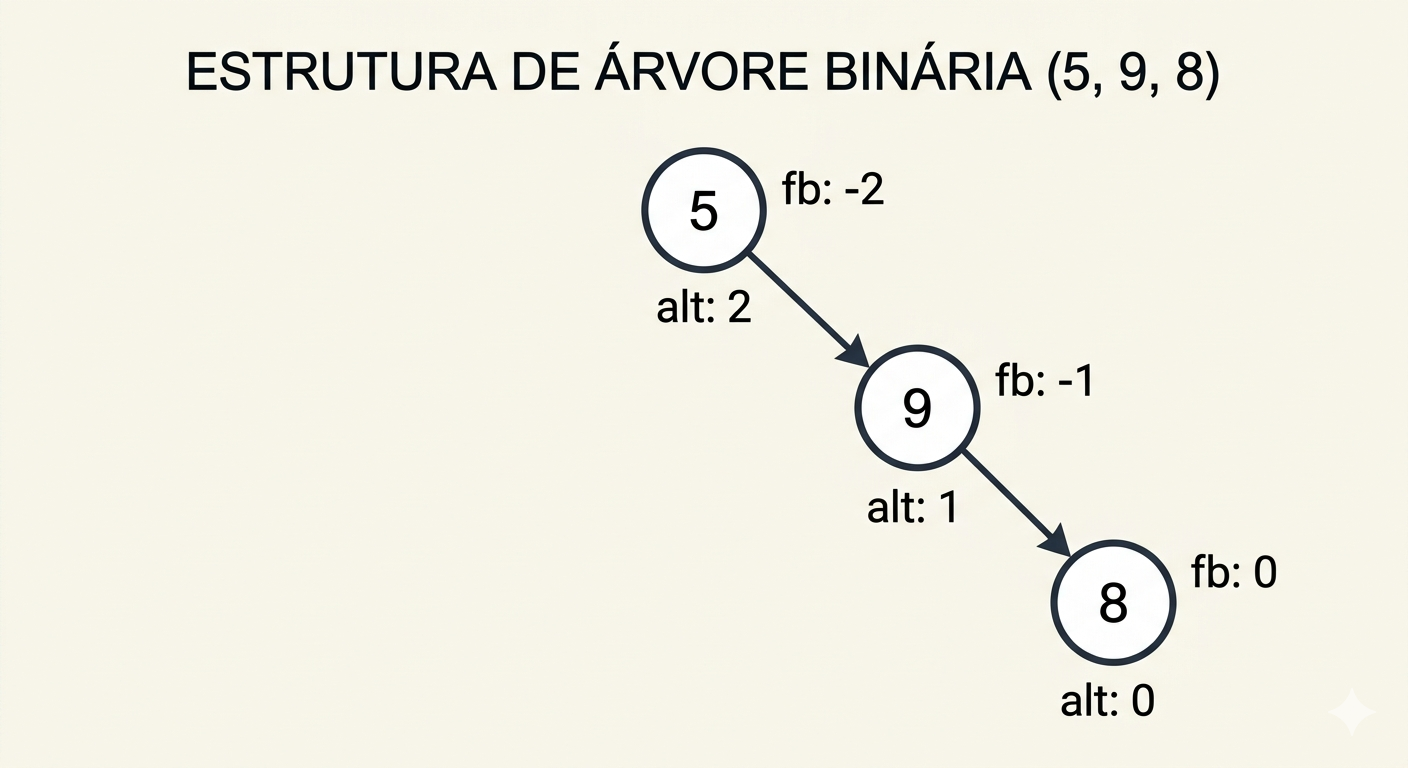 ESTRUTURA DE ÁRVORE BINÁRIA (5, 9, 8)
5
fb: -2
alt: 2
9
fb: -1
alt: 1
8
fb: 0
alt: 0